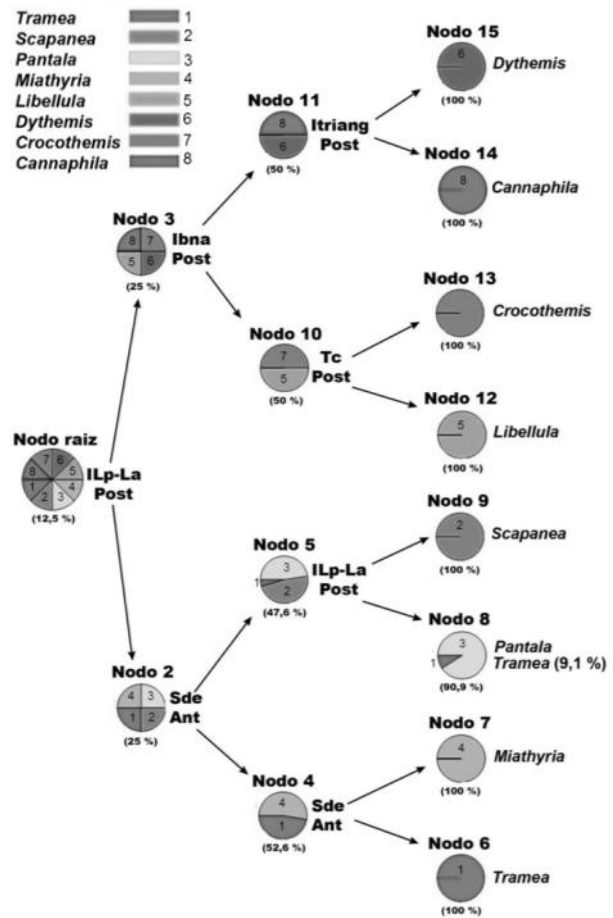 Tramea 1
Scapanea 2
Pantala 3
Miathyria 4
Libellula 5
Dythemis 6
Crocothemis 7
Cannaphila 8
Nodo 15
6
Dythemis
(100 %)
Nodo 11
8
6
Itriang
Post
(50 %)
Nodo 14
8
Cannaphila
(100 %)
Nodo 3
8 7
5 6
Ibna
Post
(25 %)
Nodo 13
Crocothemis
(100 %)
Nodo 10
7
5
Tc
Post
(50 %)
Nodo 12
5
Libellula
(100 %)
Nodo raiz
7 6
8 5
1 4
2 3
ILp-La
Post
(12,5 %)
Nodo 9
2
Scapanea
(100 %)
Nodo 5
3
1
2
ILp-La
Post
(47,6 %)
Nodo 8
3
1
Pantala
Tramea (9,1 %)
(90,9 %)
Nodo 2
4 3
1 2
Sde
Ant
(25 %)
Nodo 7
4
Miathyria
(100 %)
Nodo 4
4
1
Sde
Ant
(52,6 %)
Nodo 6
1
Tramea
(100 %)